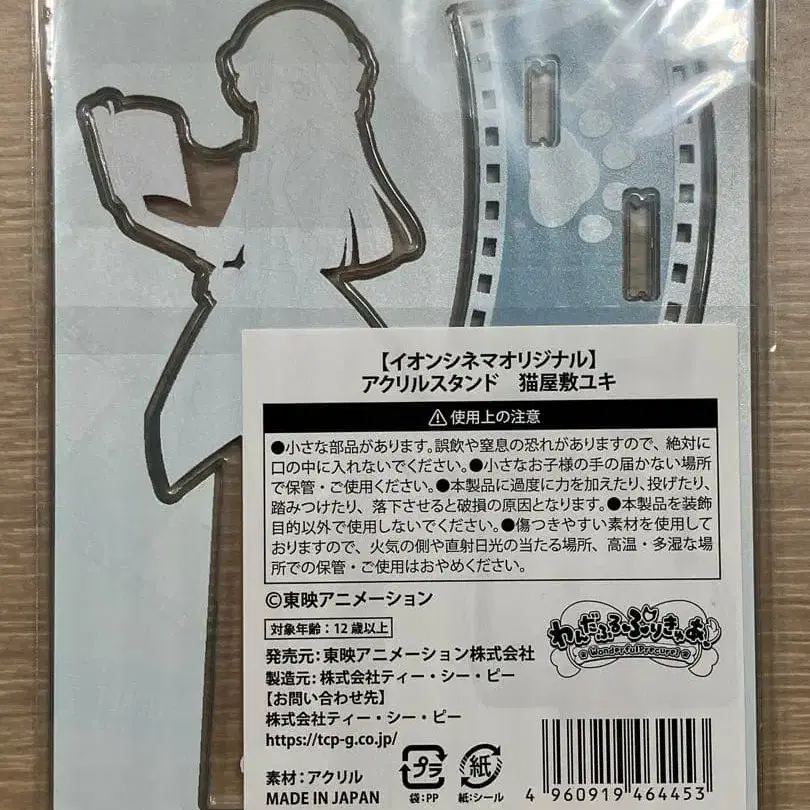 【イオンシネマオリジナル】
アクリルスタンド　猫屋敷ユキ
⚠使用上の注意
●小さな部品があります。誤飲や窒息の恐れがありますので、絶対に
口の中に入れないでください。●小さなお子様の手の届かない場所
で保管・ご使用ください。●本製品に過度に力を加えたり、投げたり、
踏みつけたり、落下させると破損の原因となります。●本製品を装飾
目的以外で使用しないでください。●傷つきやすい素材を使用して
おりますので、火気の側や直射日光の当たる場所、高温・多湿な場
所での保管・ご使用はおやめください。
©東映アニメーション
対象年齢：12歳以上
わんだふるぷりきゅあ!
WonderfulPrecure!
発売元：東映アニメーション株式会社
製造元：株式会社ティー・シー・ピー
【お問い合わせ先】
株式会社ティー・シー・ピー
https://tcp-g.co.jp/
素材：アクリル
MADE IN JAPAN
プラ
袋：PP
紙
紙：シール
4 960919 464453